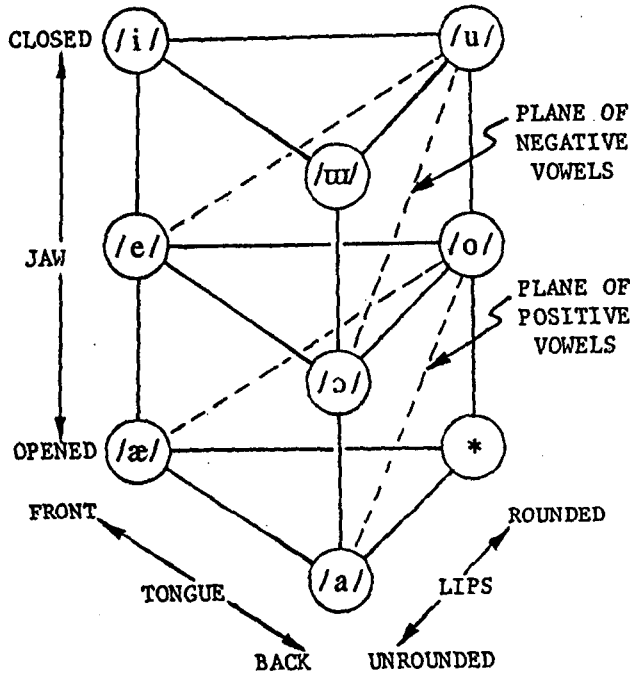 CLOSED
/i/
/u/
PLANE OF
NEGATIVE
VOWELS
/ɯ/
JAW
/e/
/o/
PLANE OF
POSITIVE
VOWELS
/ɔ/
OPENED
/æ/
*
FRONT
ROUNDED
/a/
TONGUE
LIPS
BACK
UNROUNDED